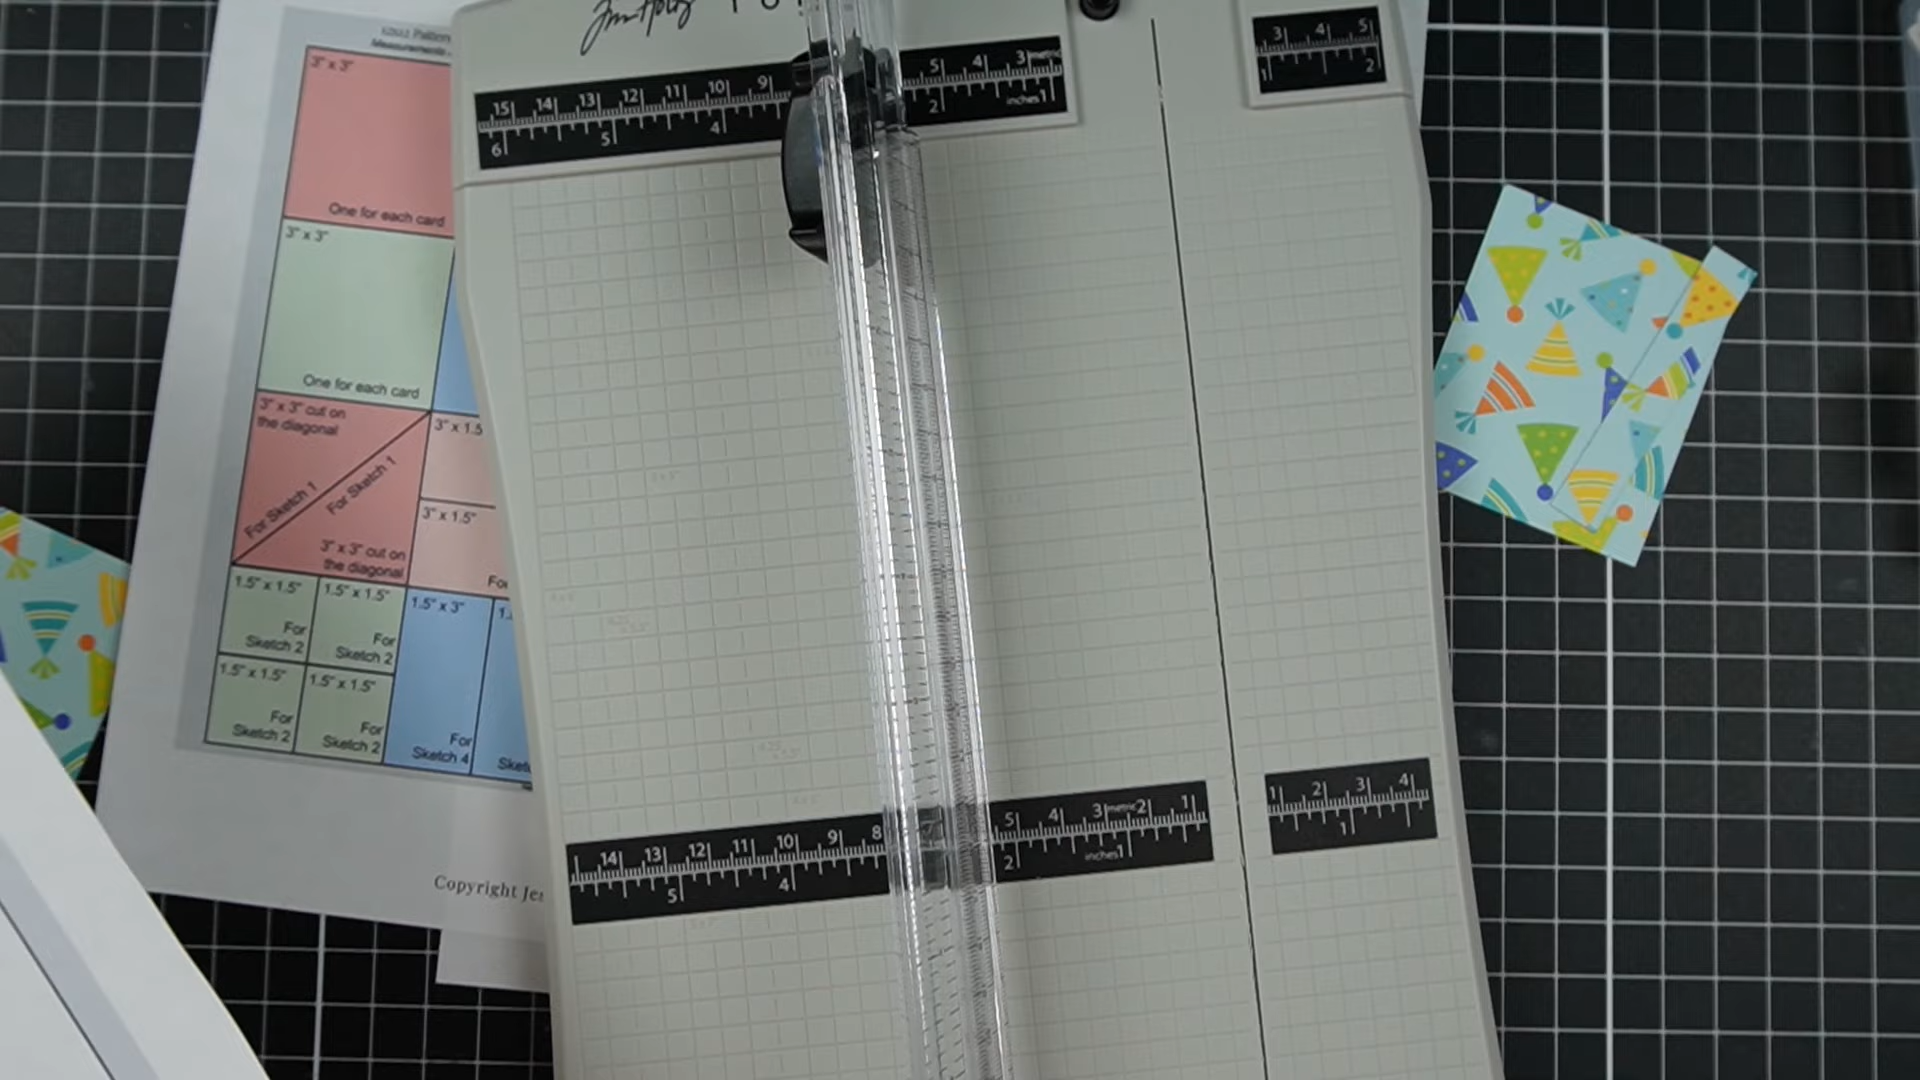 Tim Holtz
Pattern
Measurements
3" x 3"
One for each card
3" x 3"
One for each card
3" x 3" cut on
the diagonal
For Sketch 1
For Sketch 1
3" x 3" cut on
the diagonal
3" x 1.5
3" x 1.5"
1.5" x 1.5"
For
Sketch 2
1.5" x 1.5"
For
Sketch 2
1.5" x 1.5"
For
Sketch 2
1.5" x 1.5"
For
Sketch 2
1.5" x 3"
For
Sketch 4
Copyright Je
15 14 13 12 11 10 9
6 5 4
5 4 3 metric
2 inches 1
3 4 5
1 2
14 13 12 11 10 9 8
5 4
5 4 3 metric 2 1
2 inches 1
1 2 3 4
1